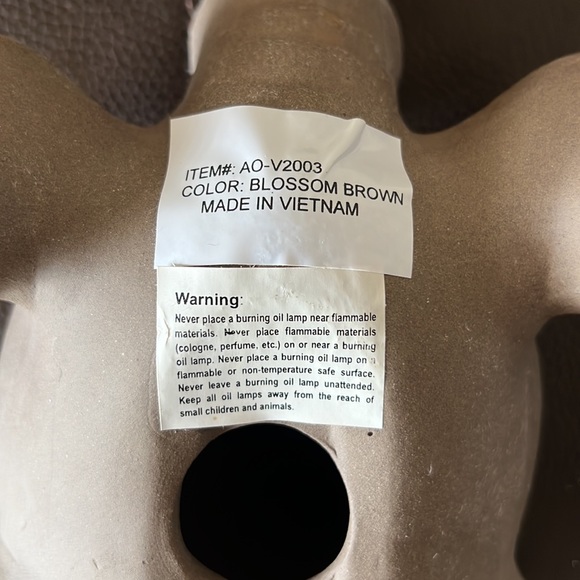 ITEM#: AO-V2003
COLOR: BLOSSOM BROWN
MADE IN VIETNAM
Warning:
Never place a burning oil lamp near flammable
materials. Never place flammable materials
(cologne, perfume, etc.) on or near a burning
oil lamp. Never place a burning oil lamp on a
flammable or non-temperature safe surface.
Never leave a burning oil lamp unattended.
Keep all oil lamps away from the reach of
small children and animals.